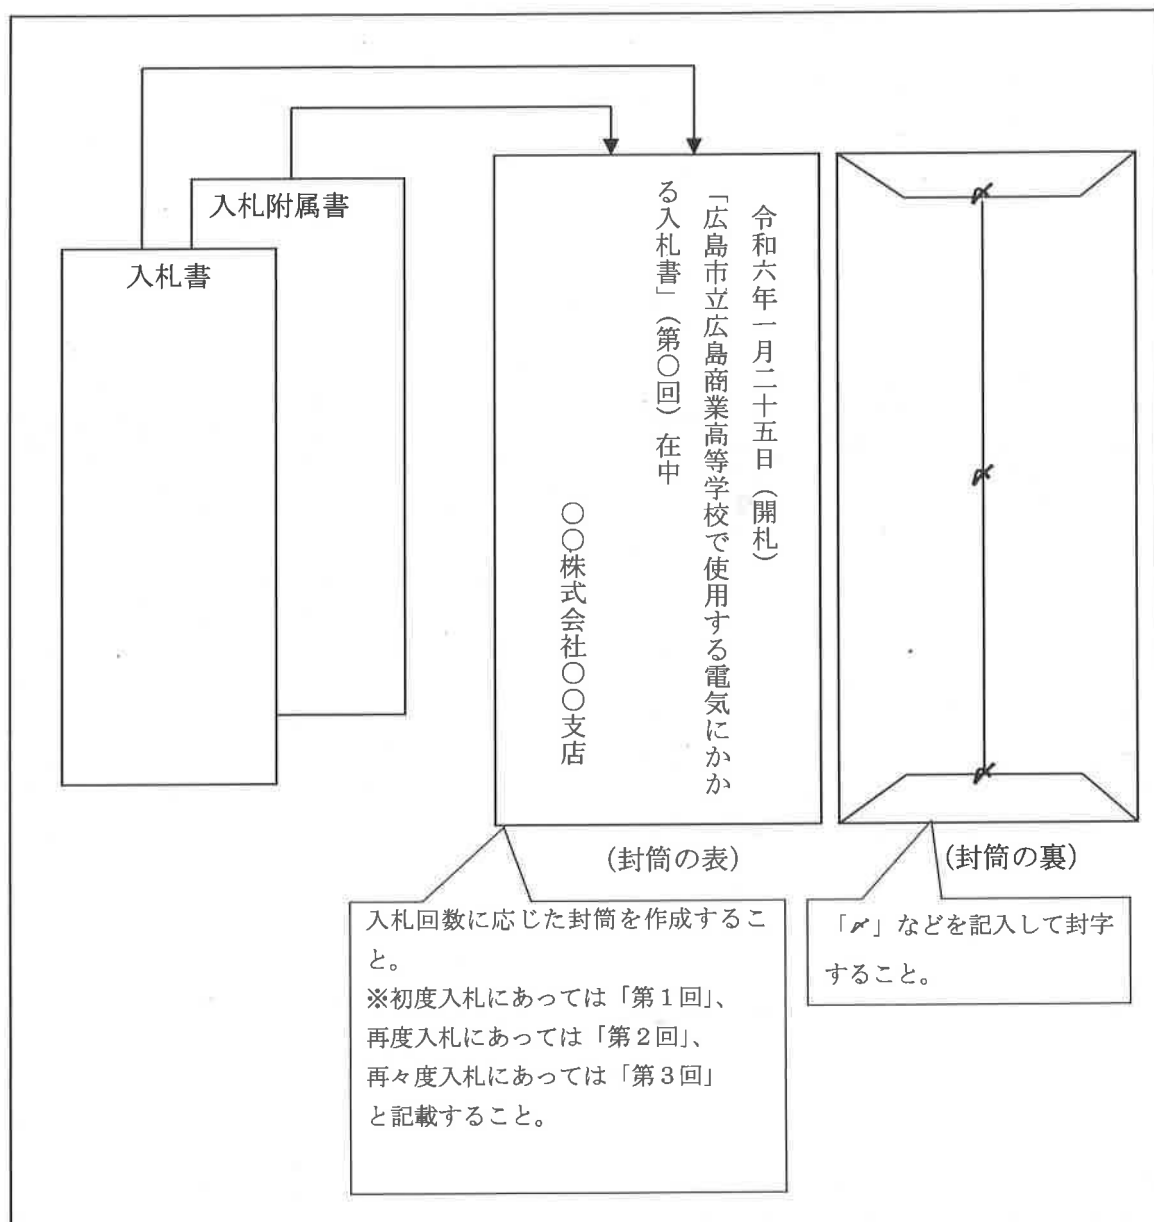 入札附属書
入札書
令和六年一月二十五日（開札）
「広島市立広島商業高等学校で使用する電気にかか
る入札書」（第〇回）在中
〇〇株式会社〇〇支店
〆
〆
〆
（封筒の表）
（封筒の裏）
入札回数に応じた封筒を作成するこ
と。
※初度入札にあっては「第１回」、
再度入札にあっては「第２回」、
再々度入札にあっては「第３回」
と記載すること。
「〆」などを記入して封字
すること。